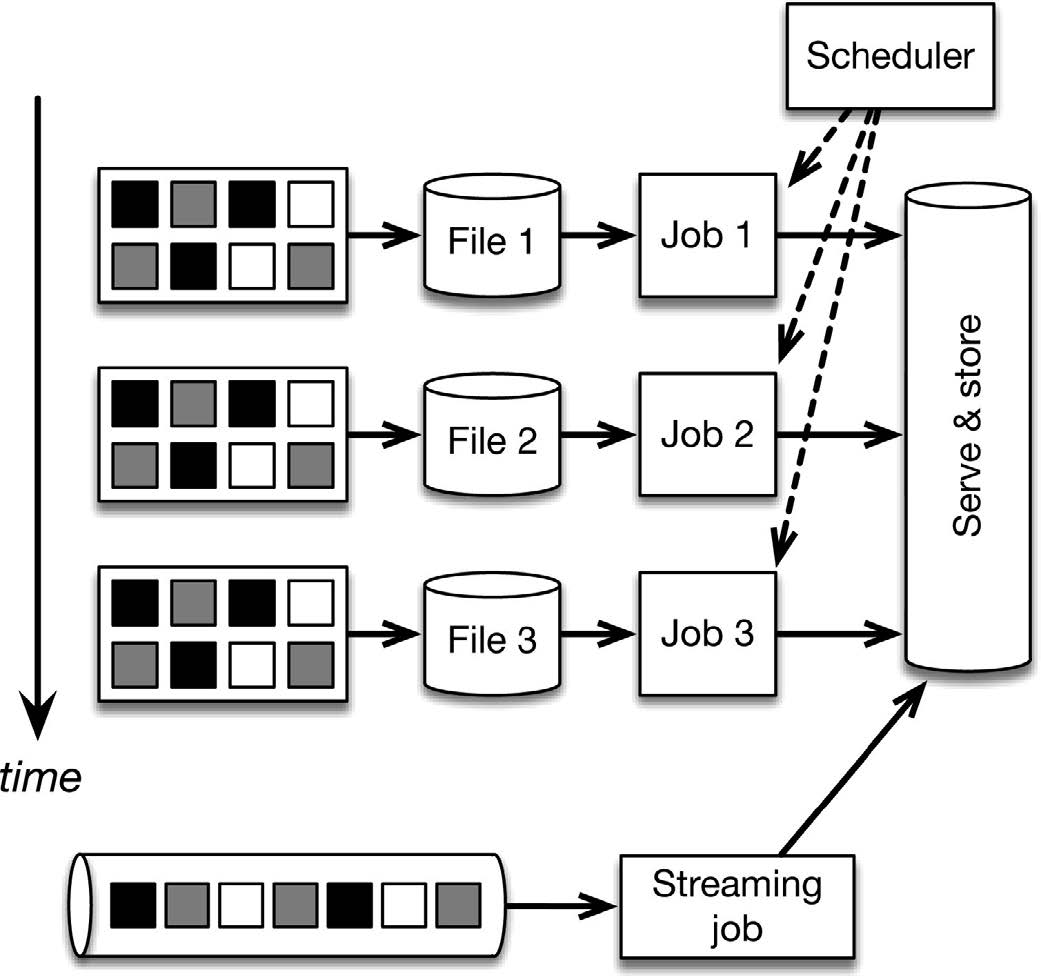 Scheduler
File 1
Job 1
File 2
Job 2
File 3
Job 3
Serve & store
time
Streaming
job